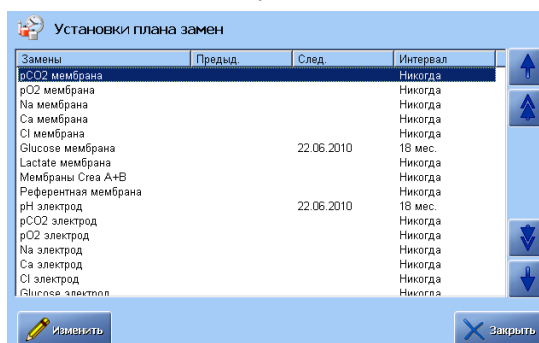 Установки плана замен
Замены Предыд. След. Интервал
pCO2 мембрана Никогда
pO2 мембрана Никогда
Na мембрана Никогда
Ca мембрана Никогда
Cl мембрана Никогда
Glucose мембрана 22.06.2010 18 мес.
Lactate мембрана Никогда
Мембраны Crea A+B Никогда
Референтная мембрана Никогда
pH электрод 22.06.2010 18 мес.
pCO2 электрод Никогда
pO2 электрод Никогда
Na электрод Никогда
Ca электрод Никогда
Cl электрод Никогда
Glucose электрод Никогда
Изменить Закрыть